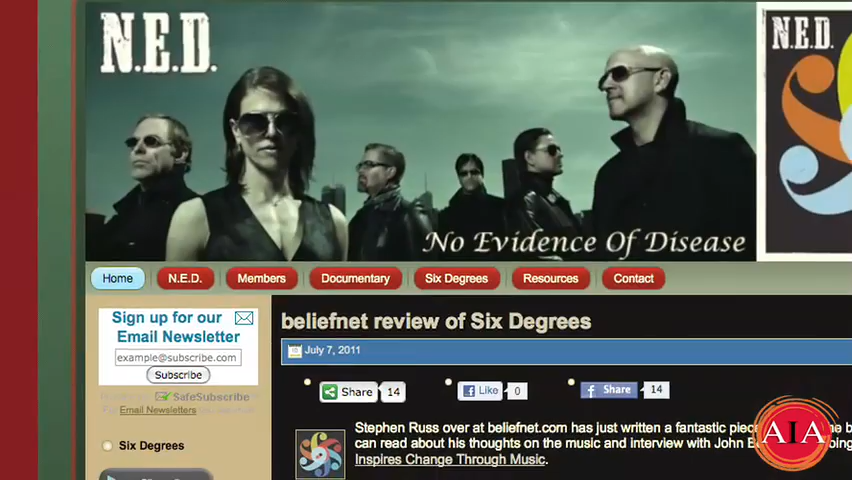 N.E.D.
N.E.D.
No Evidence Of Disease
Home
N.E.D.
Members
Documentary
Six Degrees
Resources
Contact
Sign up for our
Email Newsletter
example@subscribe.com
Subscribe
SafeSubscribe
Email Newsletters
Six Degrees
beliefnet review of Six Degrees
July 7, 2011
Share 14
Like 0
Share 14
Stephen Russ over at beliefnet.com has just written a fantastic
can read about his thoughts on the music and interview with John
Inspires Change Through Music.
AIA